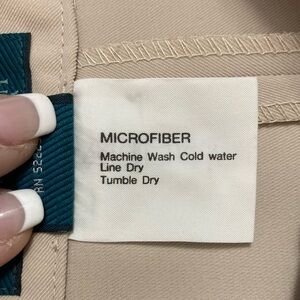 MICROFIBER
Machine Wash Cold water
Line Dry
Tumble Dry